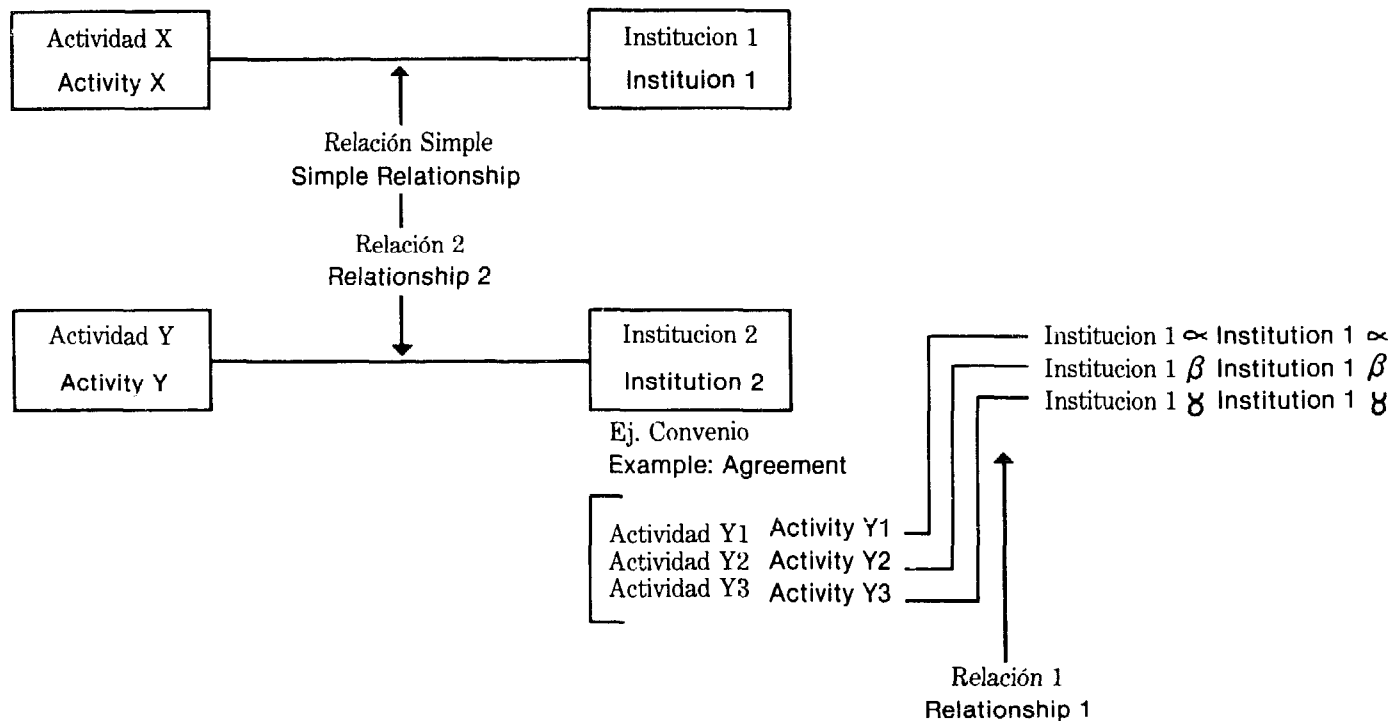 Actividad X
Activity X
Institucion 1
Instituion 1
Relación Simple
Simple Relationship
Relación 2
Relationship 2
Actividad Y
Activity Y
Institucion 2
Institution 2
Ej. Convenio
Example: Agreement
Institucion 1 ∝ Institution 1 ∝
Institucion 1 β Institution 1 β
Institucion 1 ɣ Institution 1 ɣ
Actividad Y1 Activity Y1
Actividad Y2 Activity Y2
Actividad Y3 Activity Y3
Relación 1
Relationship 1